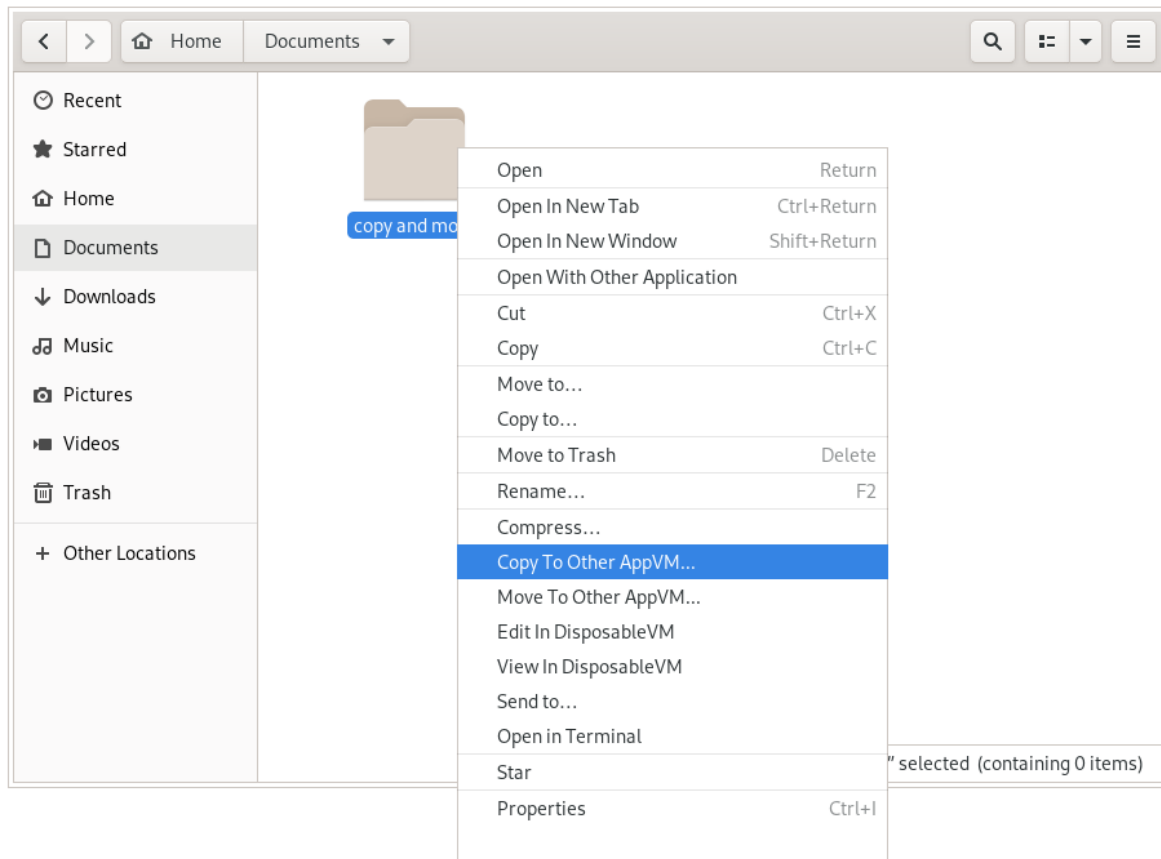 Home Documents
Recent
Starred
Home
Documents
Downloads
Music
Pictures
Videos
Trash
Other Locations
copy and mo
Open Return
Open In New Tab Ctrl+Return
Open In New Window Shift+Return
Open With Other Application
Cut Ctrl+X
Copy Ctrl+C
Move to…
Copy to…
Move to Trash Delete
Rename… F2
Compress…
Copy To Other AppVM...
Move To Other AppVM...
Edit In DisposableVM
View In DisposableVM
Send to…
Open in Terminal
Star
Properties Ctrl+I
" selected (containing 0 items)